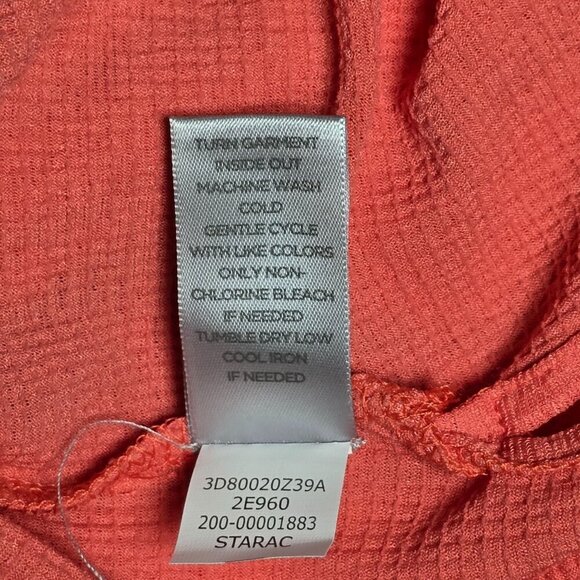 TURN GARMENT
INSIDE OUT
MACHINE WASH
COLD
GENTLE CYCLE
WITH LIKE COLORS
ONLY NON-
CHLORINE BLEACH
IF NEEDED
TUMBLE DRY LOW
COOL IRON
IF NEEDED
3D80020Z39A
2E960
200-00001883
STARAC